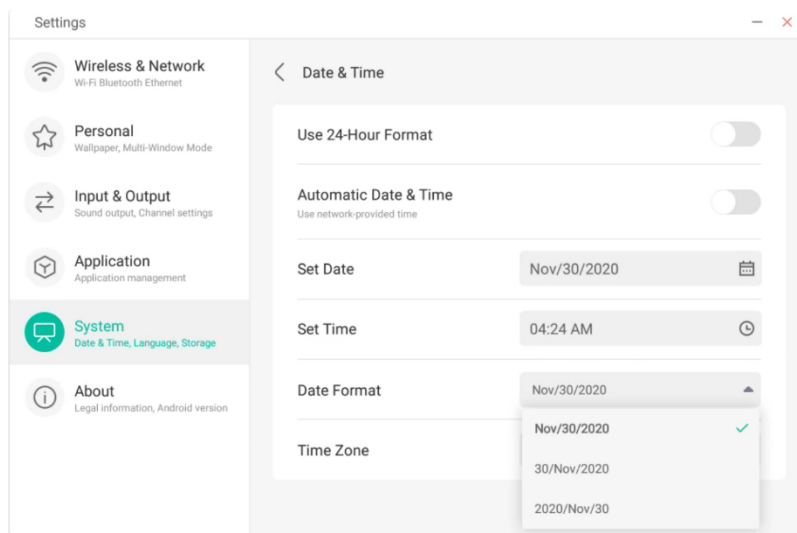 Settings
Wireless & Network
Wi-Fi Bluetooth Ethernet
Personal
Wallpaper, Multi-Window Mode
Input & Output
Sound output, Channel settings
Application
Application management
System
Date & Time, Language, Storage
About
Legal information, Android version
Date & Time
Use 24-Hour Format
Automatic Date & Time
Use network-provided time
Set Date
Nov/30/2020
Set Time
04:24 AM
Date Format
Nov/30/2020
Nov/30/2020
30/Nov/2020
2020/Nov/30
Time Zone